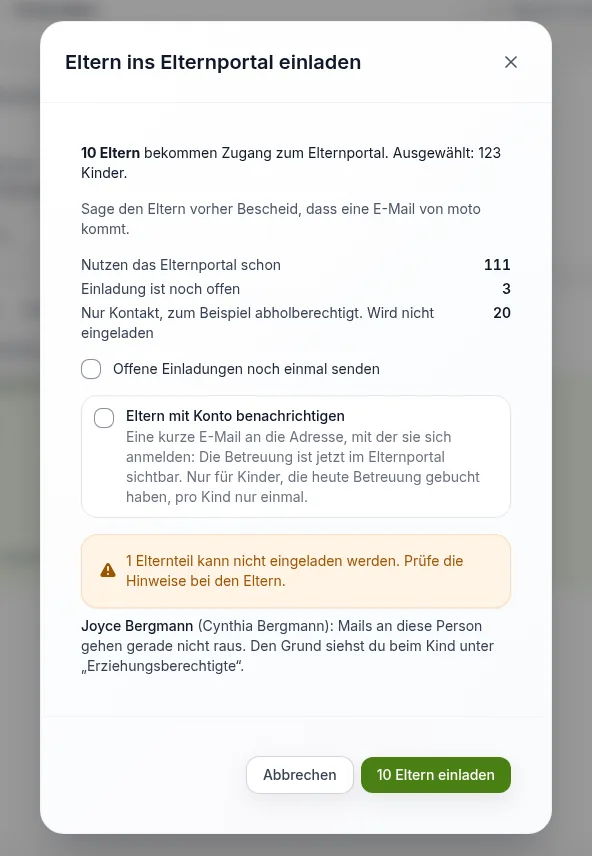 Eltern ins Elternportal einladen
10 Eltern bekommen Zugang zum Elternportal. Ausgewählt: 123
Kinder.
Sage den Eltern vorher Bescheid, dass eine E-Mail von moto
kommt.
Nutzen das Elternportal schon 111
Einladung ist noch offen 3
Nur Kontakt, zum Beispiel abholberechtigt. Wird nicht 20
eingeladen
Offene Einladungen noch einmal senden
Eltern mit Konto benachrichtigen
Eine kurze E-Mail an die Adresse, mit der sie sich
anmelden: Die Betreuung ist jetzt im Elternportal
sichtbar. Nur für Kinder, die heute Betreuung gebucht
haben, pro Kind nur einmal.
1 Elternteil kann nicht eingeladen werden. Prüfe die
Hinweise bei den Eltern.
Joyce Bergmann (Cynthia Bergmann): Mails an diese Person
gehen gerade nicht raus. Den Grund siehst du beim Kind unter
„Erziehungsberechtigte“.
Abbrechen 10 Eltern einladen